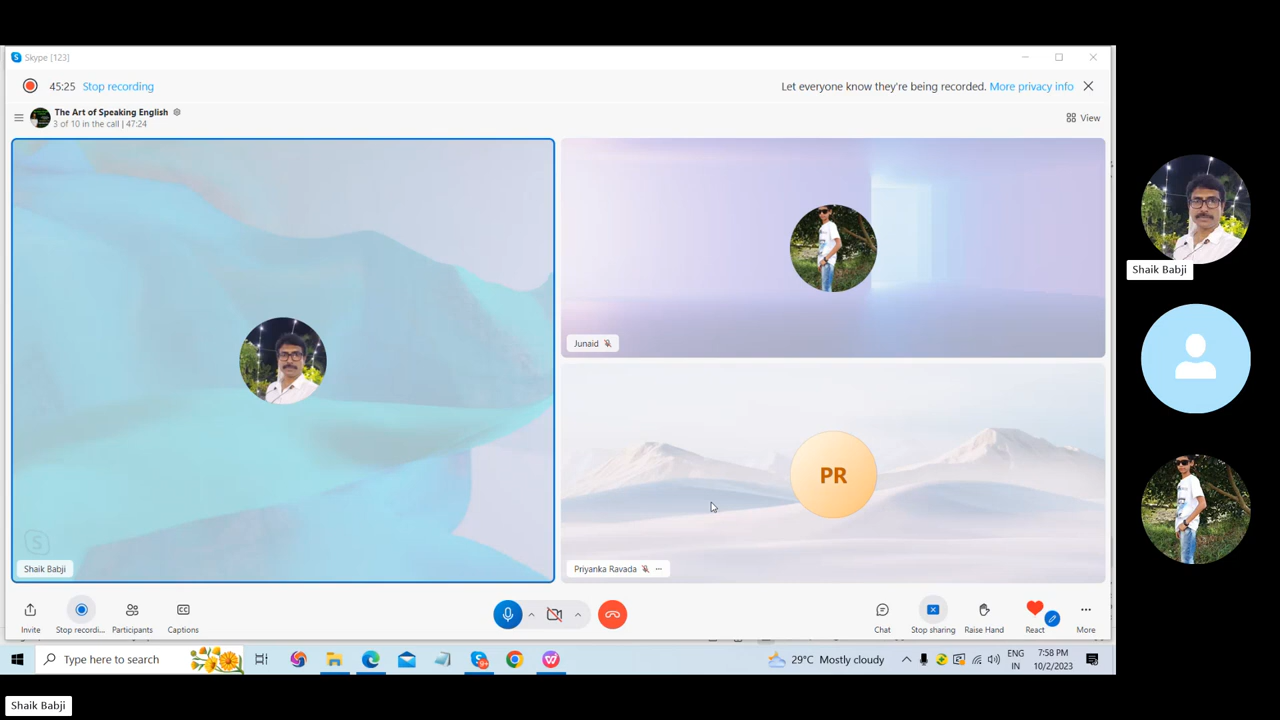 Skype [123]
45:25 Stop recording
Let everyone know they're being recorded. More privacy info
The Art of Speaking English
3 of 10 in the call | 47:24
View
Junaid
PR
Shaik Babji
Priyanka Ravada
Invite
Stop recordi...
Participants
Captions
Chat
Stop sharing
Raise Hand
React
More
Type here to search
29°C Mostly cloudy
ENG
IN
7:58 PM
10/2/2023
Shaik Babji
Shaik Babji